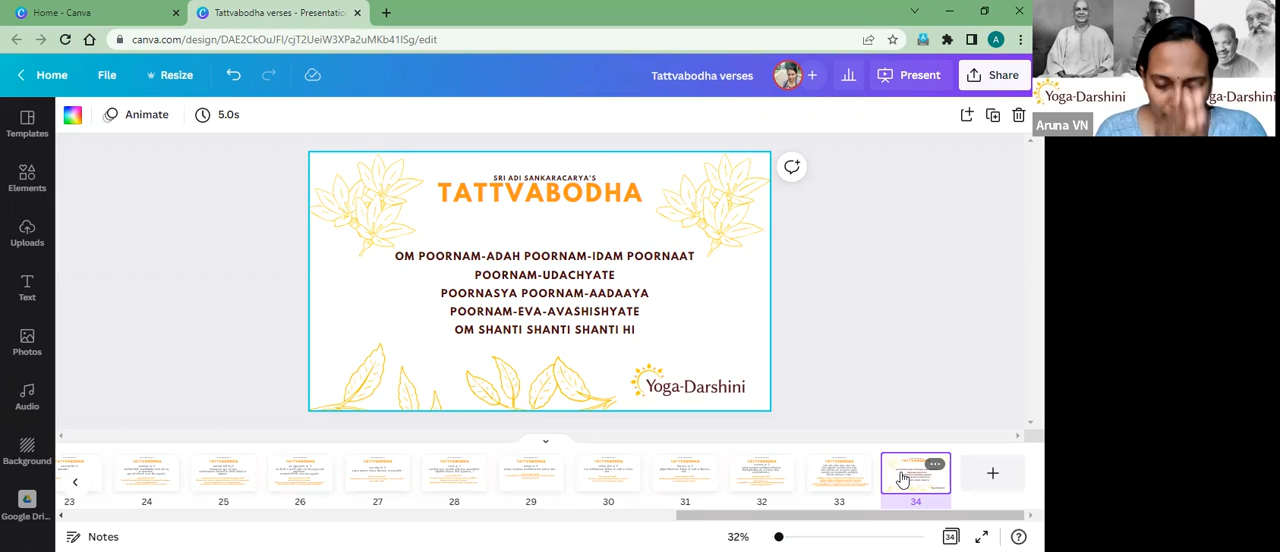 Home - Canva
Tattvabodha verses - Presentatio
canva.com/design/DAE2CkOuJFI/cjT2UeiW3XPa2uMKb41lSg/edit
Home
File
Resize
Tattvabodha verses
Present
Share
Animate
5.0s
Templates
Elements
Uploads
Text
Photos
Audio
Background
Google Dri...
SRI ADI SANKARACARYA'S
TATTVABODHA
OM POORNAM-ADAH POORNAM-IDAM POORNAAT
POORNAM-UDACHYATE
POORNASYA POORNAM-AADAAYA
POORNAM-EVA-AVASHISHYATE
OM SHANTI SHANTI SHANTI HI
Yoga-Darshini
23 24 25 26 27 28 29 30 31 32 33 34
Notes
32%
34
A
Yoga-Darshini
ga-Darshini
Aruna VN